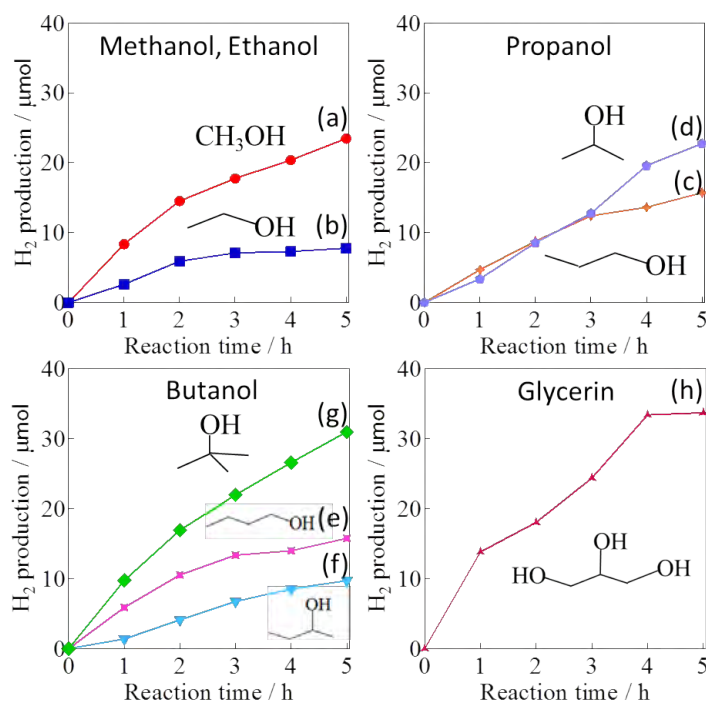 Methanol, Ethanol
H₂ production / μmol
40
30
20
10
0
CH₃OH
(a)
OH
(b)
0 1 2 3 4 5
Reaction time / h
Propanol
H₂ production / μmol
40
30
20
10
0
OH
(d)
(c)
OH
0 1 2 3 4 5
Reaction time / h
Butanol
H₂ production / μmol
40
30
20
10
0
OH
(g)
OH
(e)
(f)
OH
0 1 2 3 4 5
Reaction time / h
Glycerin
(h)
H₂ production / μmol
40
30
20
10
0
OH
HO
OH
0 1 2 3 4 5
Reaction time / h